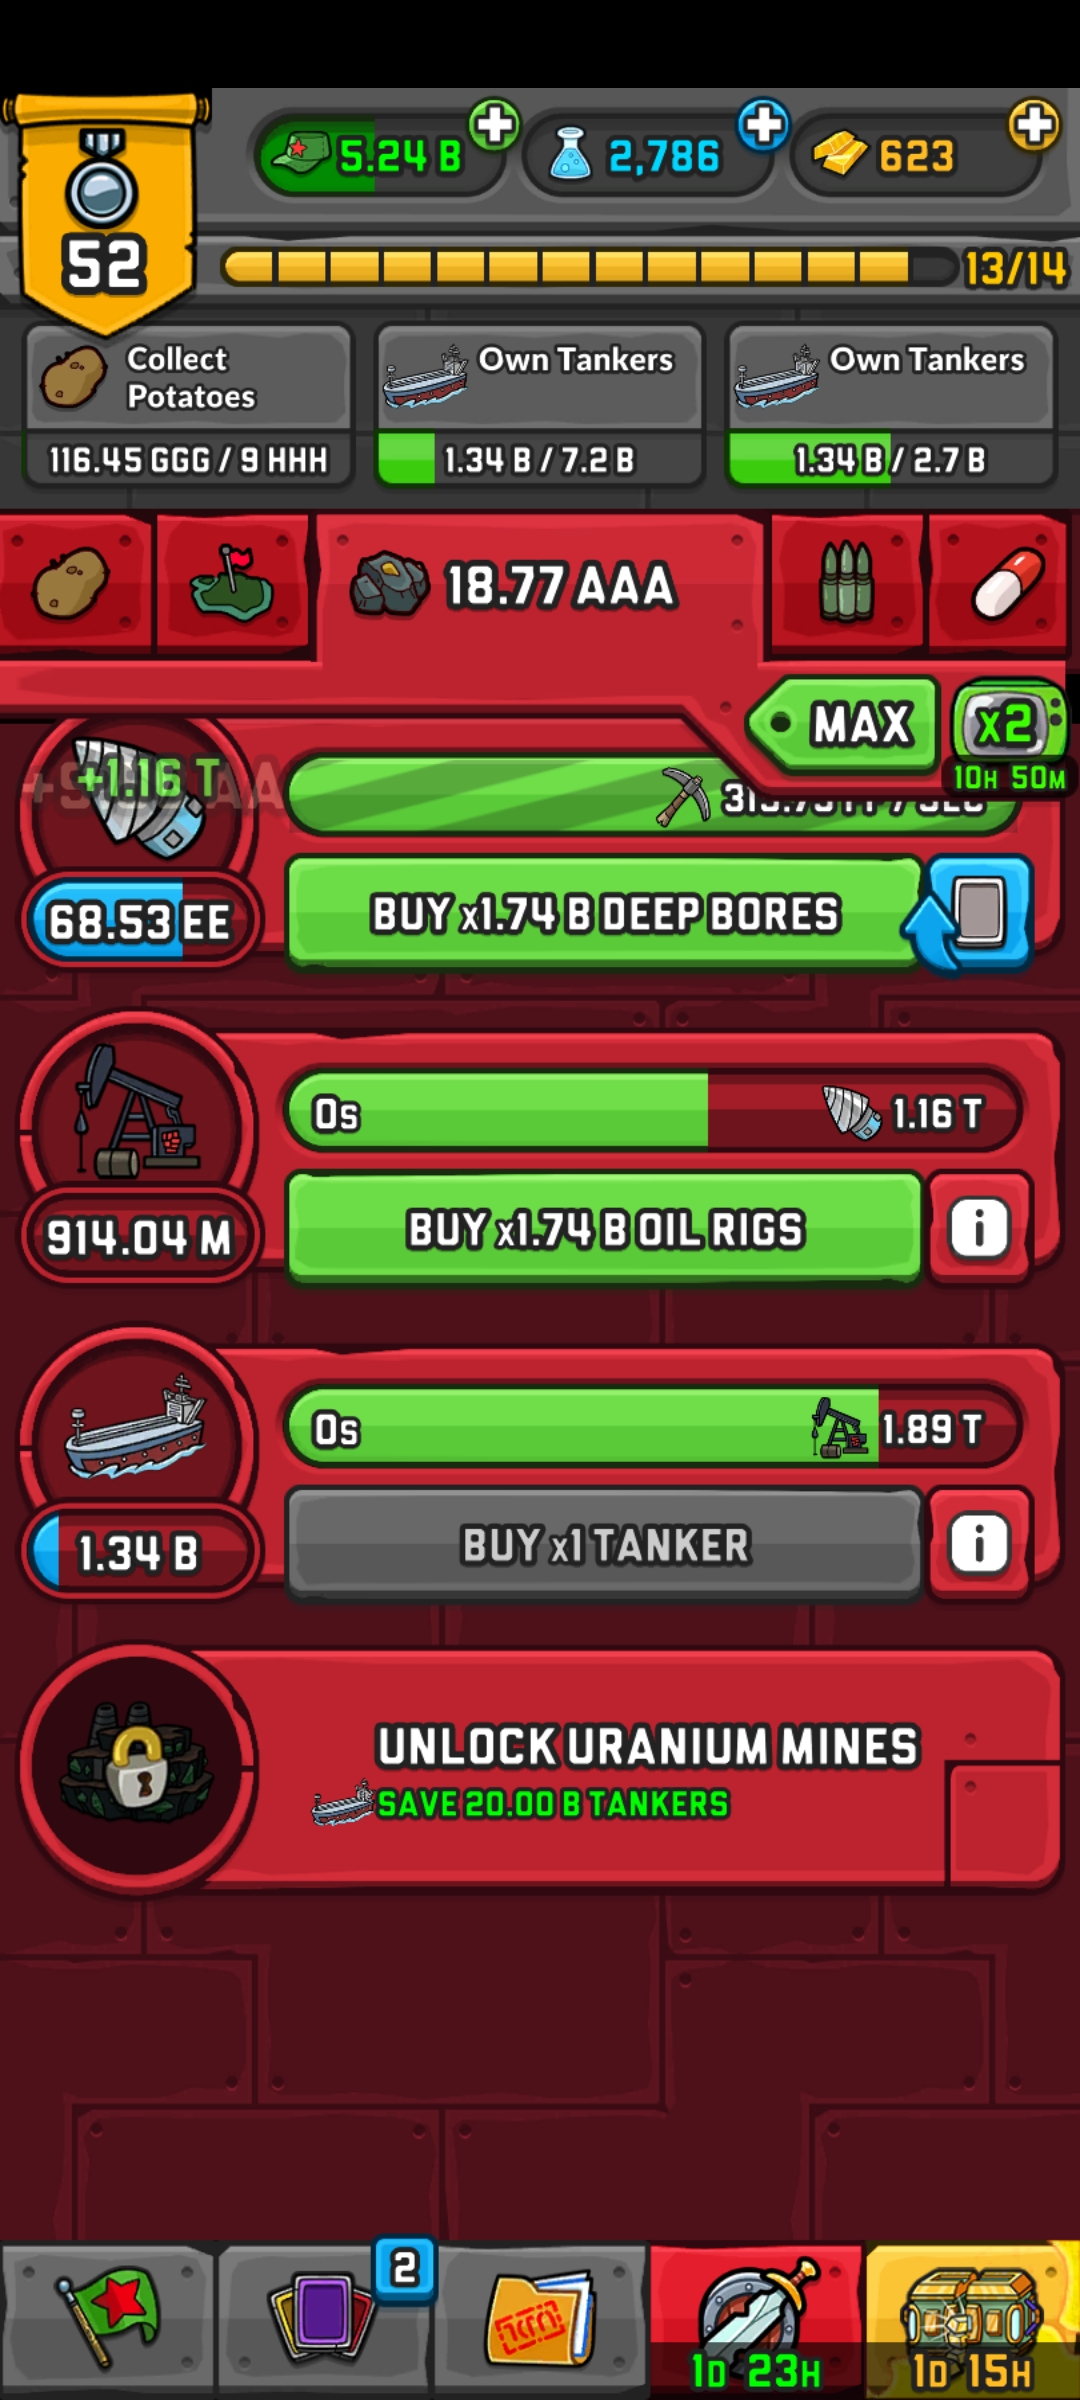 5.24 B
2,786
623
52
13/14
Collect
Potatoes
116.45 GGG / 9 HHH
Own Tankers
1.34 B / 7.2 B
Own Tankers
1.34 B / 2.7 B
18.77 AAA
MAX
X2
10H 50M
+1.16 T
68.53 EE
BUY x1.74 B DEEP BORES
0s
1.16 T
914.04 M
BUY x1.74 B OIL RIGS
i
0s
1.89 T
1.34 B
BUY x1 TANKER
i
UNLOCK URANIUM MINES
SAVE 20.00 B TANKERS
2
1D 23H
1D 15H